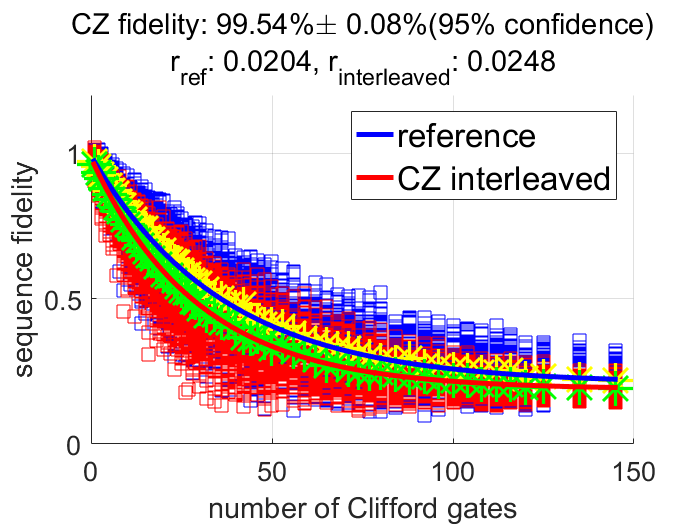 CZ fidelity: 99.54%± 0.08%(95% confidence)
r_ref: 0.0204, r_interleaved: 0.0248
reference
CZ interleaved
1
0.5
0
sequence fidelity
0 50 100 150
number of Clifford gates